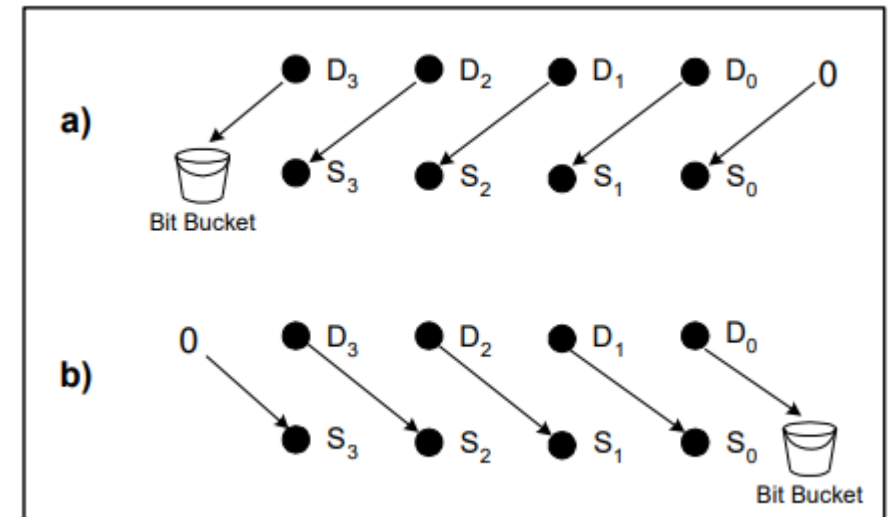 D3 D2 D1 D0 0
a)
S3 S2 S1 S0
Bit Bucket
0 D3 D2 D1 D0
b)
S3 S2 S1 S0
Bit Bucket